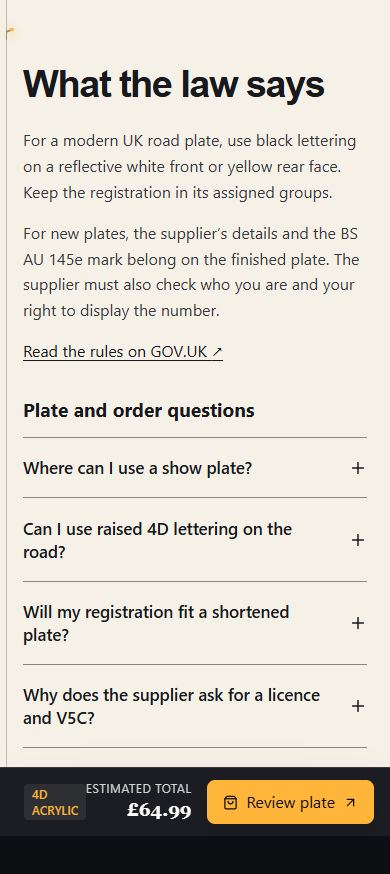 What the law says
For a modern UK road plate, use black lettering
on a reflective white front or yellow rear face.
Keep the registration in its assigned groups.
For new plates, the supplier’s details and the BS
AU 145e mark belong on the finished plate. The
supplier must also check who you are and your
right to display the number.
Read the rules on GOV.UK ↗
Plate and order questions
Where can I use a show plate?
Can I use raised 4D lettering on the
road?
Will my registration fit a shortened
plate?
Why does the supplier ask for a licence
and V5C?
4D
ACRYLIC
ESTIMATED TOTAL
£64.99
Review plate